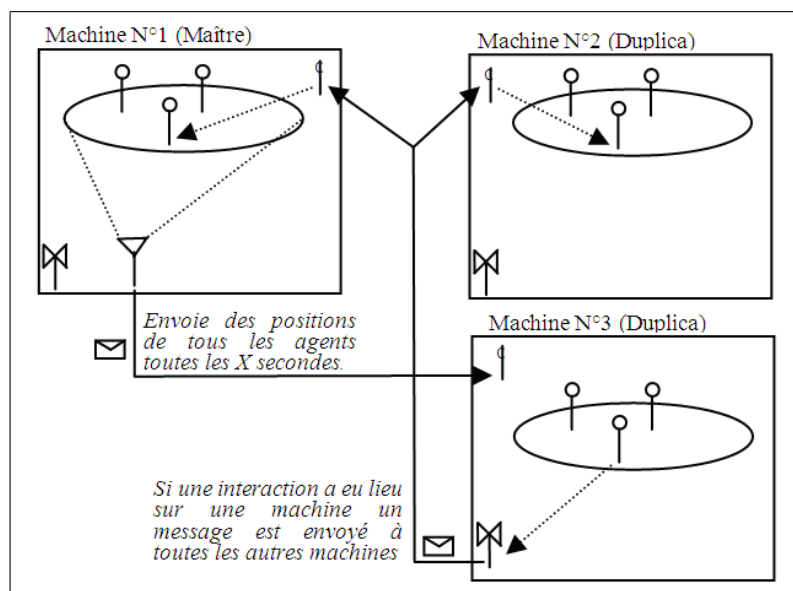 Machine N°1 (Maître)
Machine N°2 (Duplica)
Envoie des positions
de tous les agents
toutes les X secondes.
Machine N°3 (Duplica)
Si une interaction a eu lieu
sur une machine un
message est envoyé à
toutes les autres machines